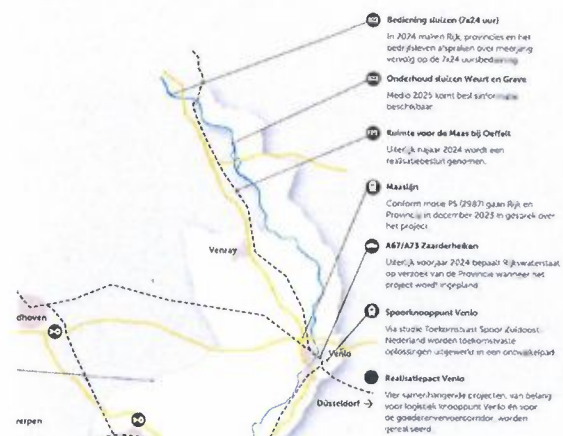 Bediening sluizen (7x24 uur)
In 2024 maken Rijk, provincies en het
bedrijfsleven afspraken over meerjarig
vervolg op de 7x24 uursbediening
Onderhoud sluizen Weurt en Grave
Medio 2025 komt beslisinformatie
beschikbaar.
Ruimte voor de Maas bij Oeffelt
Uiterlijk najaar 2024 wordt een
realisatiebesluit genomen.
Maaslijn
Conform motie PS (2987) gaan Rijk en
Provincie in december 2023 in gesprek over
het project
A67/A73 Zaarderheiken
Uiterlijk voorjaar 2024 bepaalt Rijkswaterstaat
op verzoek van de Provincie wanneer het
project wordt ingepland
Spoorknooppunt Venlo
Via studie Toekomstvast Spoor Zuidoost
Nederland worden toekomstvaste
oplossingen uitgewerkt in een ontwikkelpad
Realisatiepact Venlo
Vier samenhangende projecten, van belang
voor logistiek knooppunt Venlo én voor
de goederenvervoercorridor, worden
gerealiseerd
Venray
dhoven
Venlo
Düsseldorf →
erpen